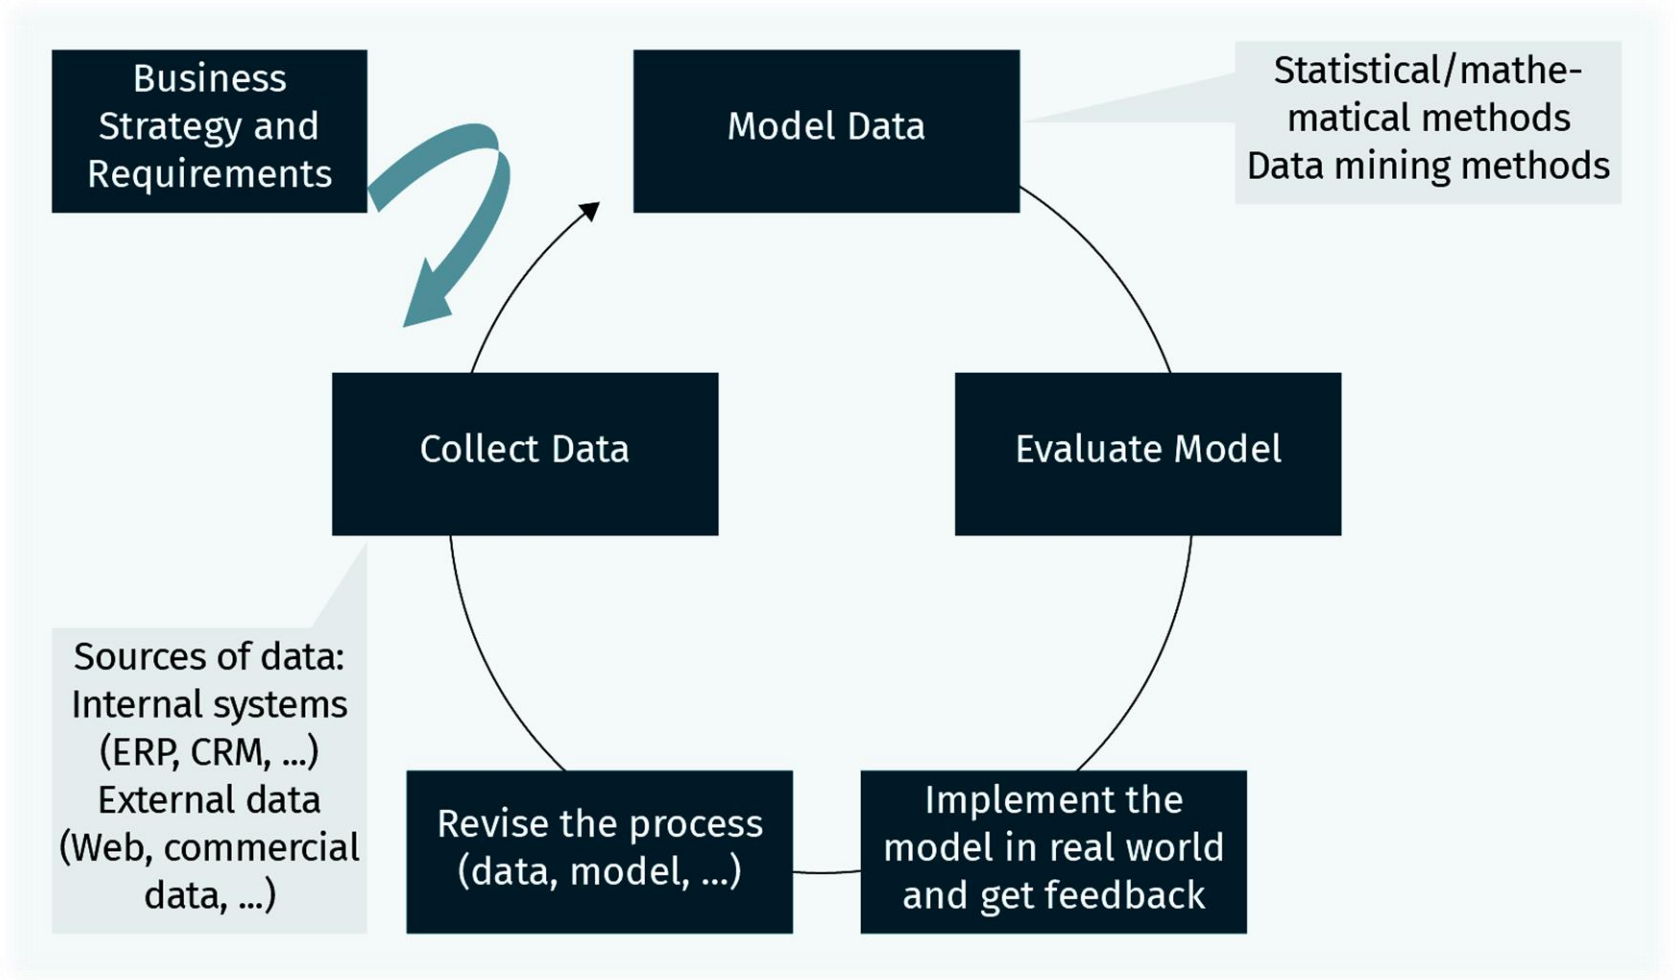 Business
Strategy and
Requirements
Model Data
Statistical/mathe-
matical methods
Data mining methods
Collect Data
Evaluate Model
Sources of data:
Internal systems
(ERP, CRM, ...)
External data
(Web, commercial
data, ...)
Revise the process
(data, model, ...)
Implement the
model in real world
and get feedback